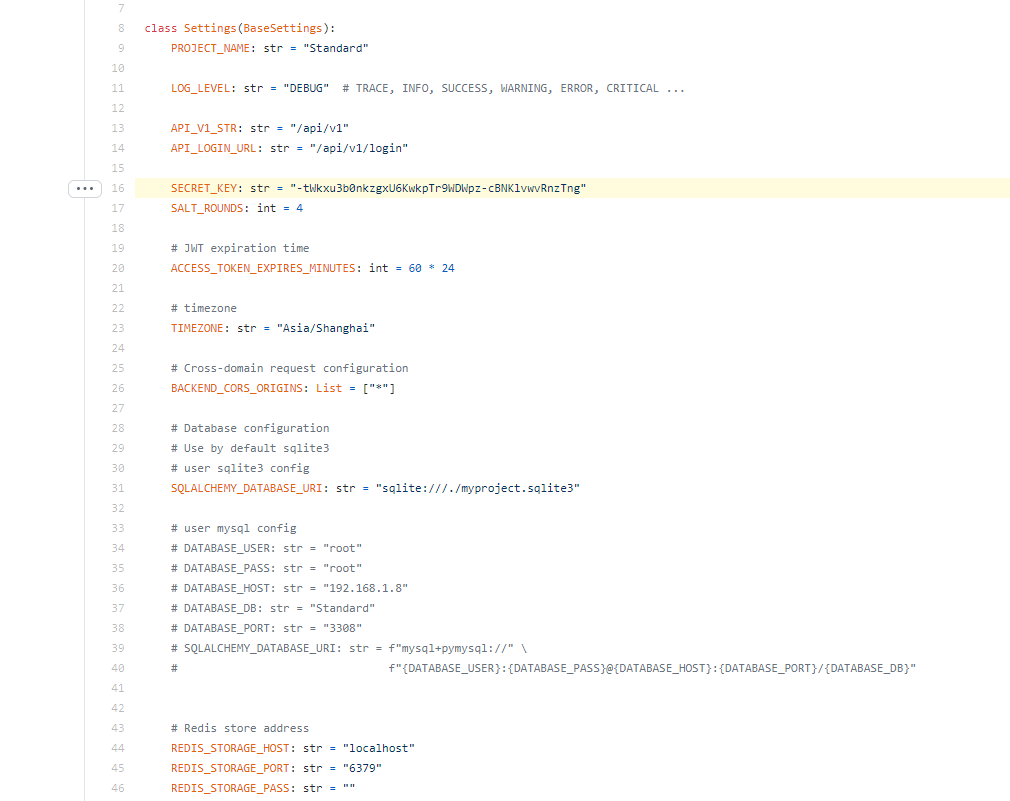 7
8 class Settings(BaseSettings):
9 PROJECT_NAME: str = "Standard"
10
11 LOG_LEVEL: str = "DEBUG" # TRACE, INFO, SUCCESS, WARNING, ERROR, CRITICAL ...
12
13 API_V1_STR: str = "/api/v1"
14 API_LOGIN_URL: str = "/api/v1/login"
15
16 SECRET_KEY: str = "-tWkxu3b0nkzgxU6KwkpTr9WDWpz-cBNKlvwvRnzTng"
17 SALT_ROUNDS: int = 4
18
19 # JWT expiration time
20 ACCESS_TOKEN_EXPIRES_MINUTES: int = 60 * 24
21
22 # timezone
23 TIMEZONE: str = "Asia/Shanghai"
24
25 # Cross-domain request configuration
26 BACKEND_CORS_ORIGINS: List = ["*"]
27
28 # Database configuration
29 # Use by default sqlite3
30 # user sqlite3 config
31 SQLALCHEMY_DATABASE_URI: str = "sqlite:///./myproject.sqlite3"
32
33 # user mysql config
34 # DATABASE_USER: str = "root"
35 # DATABASE_PASS: str = "root"
36 # DATABASE_HOST: str = "192.168.1.8"
37 # DATABASE_DB: str = "Standard"
38 # DATABASE_PORT: str = "3308"
39 # SQLALCHEMY_DATABASE_URI: str = f"mysql+pymysql://" \
40 # f"{DATABASE_USER}:{DATABASE_PASS}@{DATABASE_HOST}:{DATABASE_PORT}/{DATABASE_DB}"
41
42
43 # Redis store address
44 REDIS_STORAGE_HOST: str = "localhost"
45 REDIS_STORAGE_PORT: str = "6379"
46 REDIS_STORAGE_PASS: str = ""